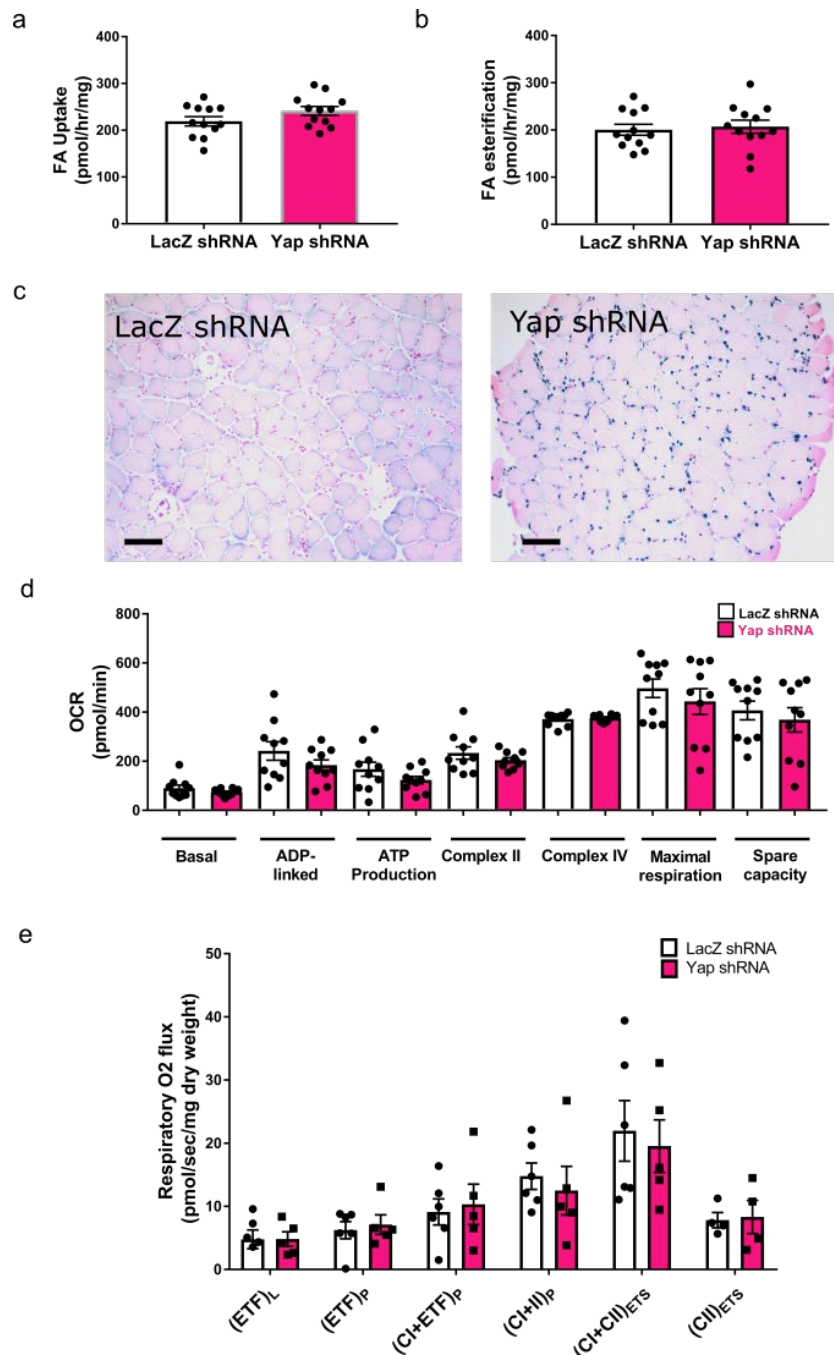 a
b
400
300
200
100
0
FA Uptake
(pmol/hr/mg)
LacZ shRNA Yap shRNA
400
300
200
100
0
FA esterification
(pmol/hr/mg)
LacZ shRNA Yap shRNA
c
LacZ shRNA
Yap shRNA
d
LacZ shRNA
Yap shRNA
800
600
400
200
0
OCR
(pmol/min)
Basal
ADP-
linked
ATP
Production
Complex II
Complex IV
Maximal
respiration
Spare
capacity
e
LacZ shRNA
Yap shRNA
50
40
30
20
10
0
Respiratory O2 flux
(pmol/sec/mg dry weight)
(ETF)L
(ETF)P
(CI+ETF)P
(CI+II)P
(CI+CII)ETS
(CII)ETS